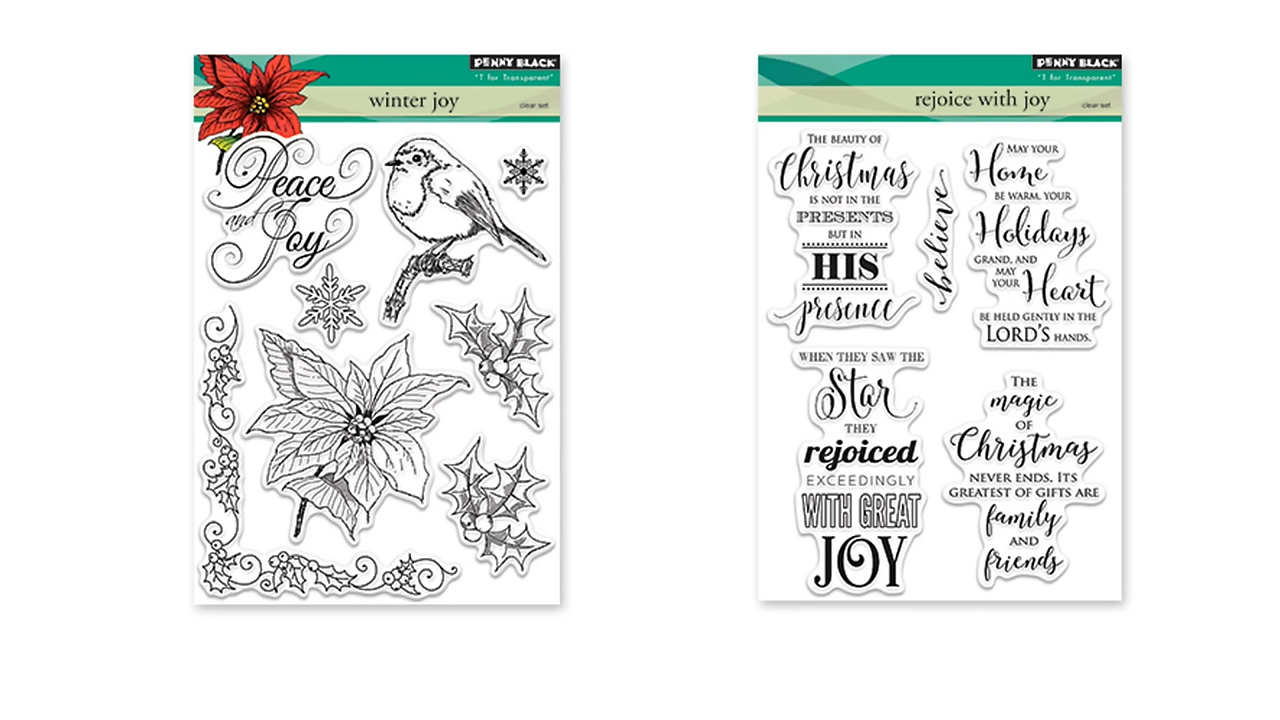 PENNY BLACK
"T for Transparent"
winter joy
clear set
Peace
and
Joy
PENNY BLACK
"T for Transparent"
rejoice with joy
clear set
THE BEAUTY OF
Christmas
IS NOT IN THE
PRESENTS
BUT IN
HIS
presence
believe
MAY YOUR
Home
BE WARM, YOUR
Holidays
GRAND, AND
MAY
YOUR Heart
BE HELD GENTLY IN THE
LORD'S HANDS.
WHEN THEY SAW THE
Star
THEY
rejoiced
EXCEEDINGLY
WITH GREAT
JOY
THE
magic
OF
Christmas
NEVER ENDS. ITS
GREATEST OF GIFTS ARE
family
AND
friends